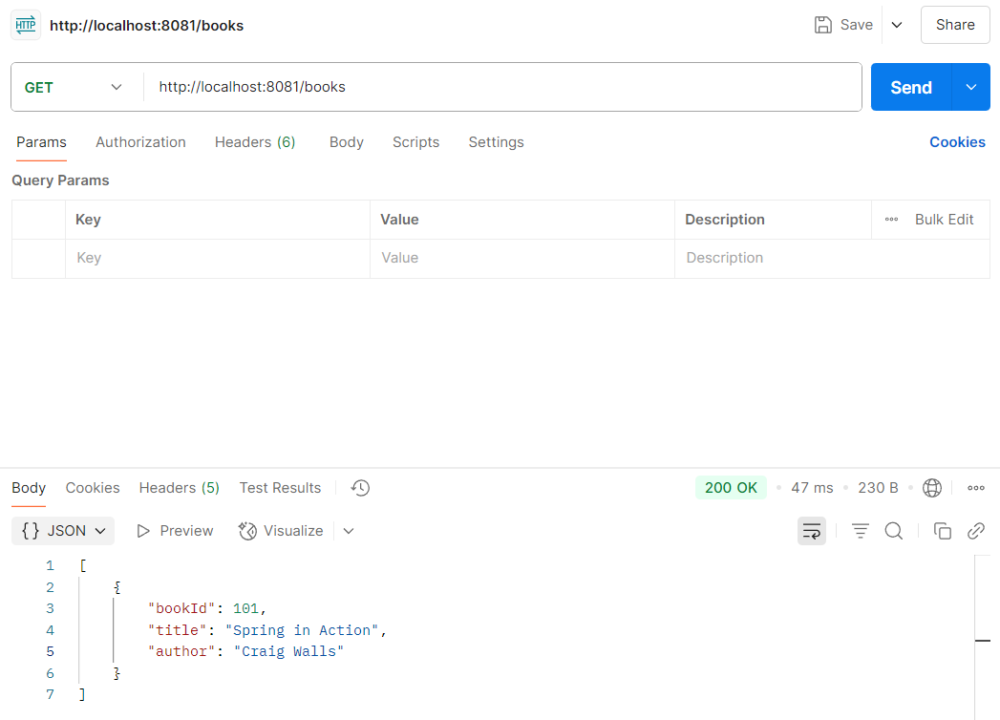 HTTP http://localhost:8081/books Save Share
GET http://localhost:8081/books Send
Params Authorization Headers (6) Body Scripts Settings Cookies
Query Params
Key Value Description Bulk Edit
Key Value Description
Body Cookies Headers (5) Test Results 200 OK 47 ms 230 B
{} JSON Preview Visualize
1 [
2 {
3 "bookId": 101,
4 "title": "Spring in Action",
5 "author": "Craig Walls"
6 }
7 ]